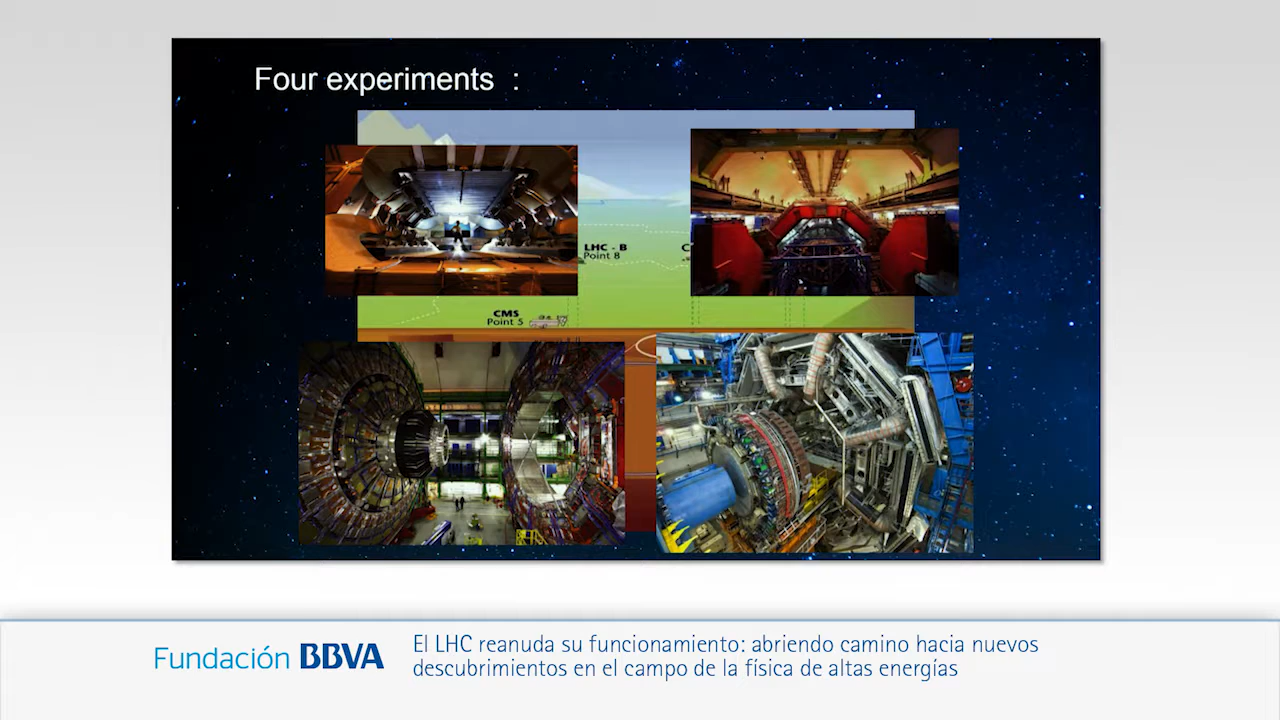 Four experiments :
LHC - B
Point 8
C
CMS
Point 5
Fundación BBVA
El LHC reanuda su funcionamiento: abriendo camino hacia nuevos
descubrimientos en el campo de la física de altas energías